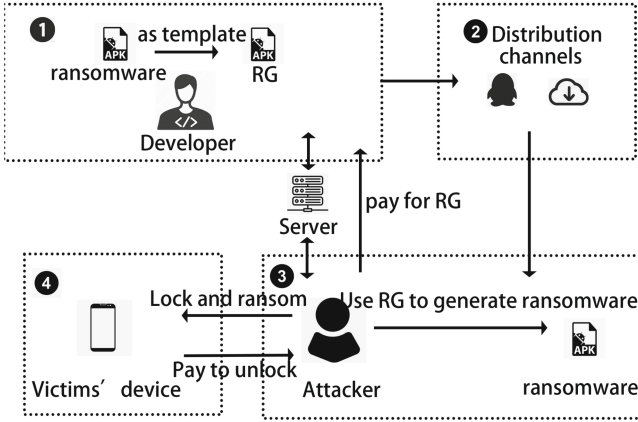 1
as template
APK
APK
ransomware
RG
</>
Developer
2 Distribution
channels
pay for RG
Server
4
3
Lock and ransom
Use RG to generate ransomware
APK
Pay to unlock
Victims' device
Attacker
ransomware